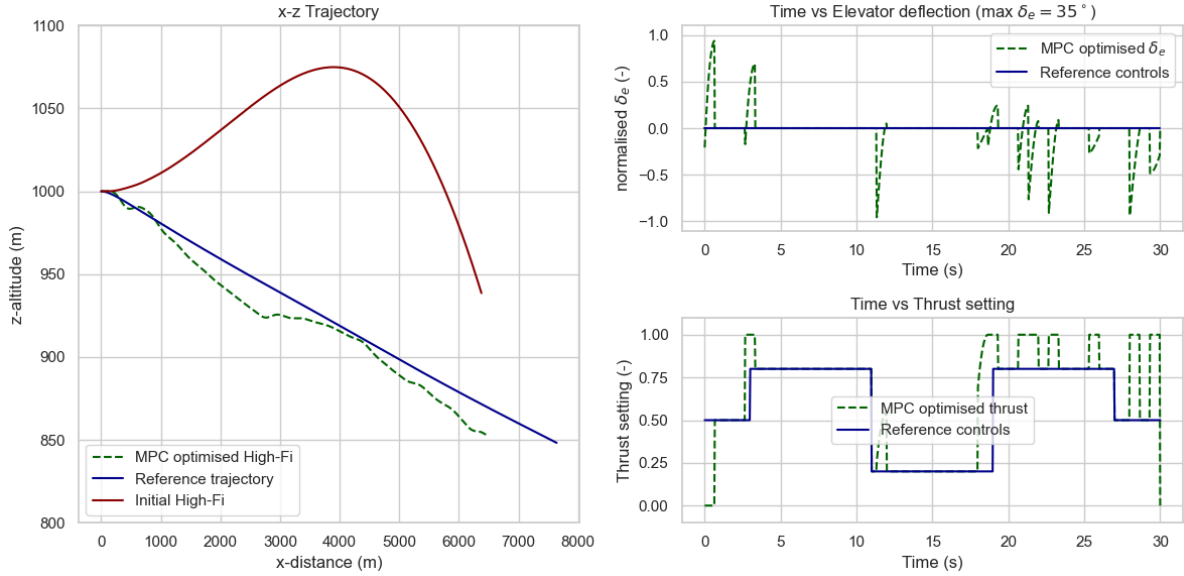 x-z Trajectory
1100
1050
1000
950
900
850
800
z-altitude (m)
MPC optimised High-Fi
Reference trajectory
Initial High-Fi
0 1000 2000 3000 4000 5000 6000 7000 8000
x-distance (m)
Time vs Elevator deflection (max δₑ = 35°)
1.0
0.5
0.0
−0.5
−1.0
normalised δₑ (-)
MPC optimised δₑ
Reference controls
0 5 10 15 20 25 30
Time (s)
Time vs Thrust setting
1.00
0.75
0.50
0.25
0.00
Thrust setting (-)
MPC optimised thrust
Reference controls
0 5 10 15 20 25 30
Time (s)